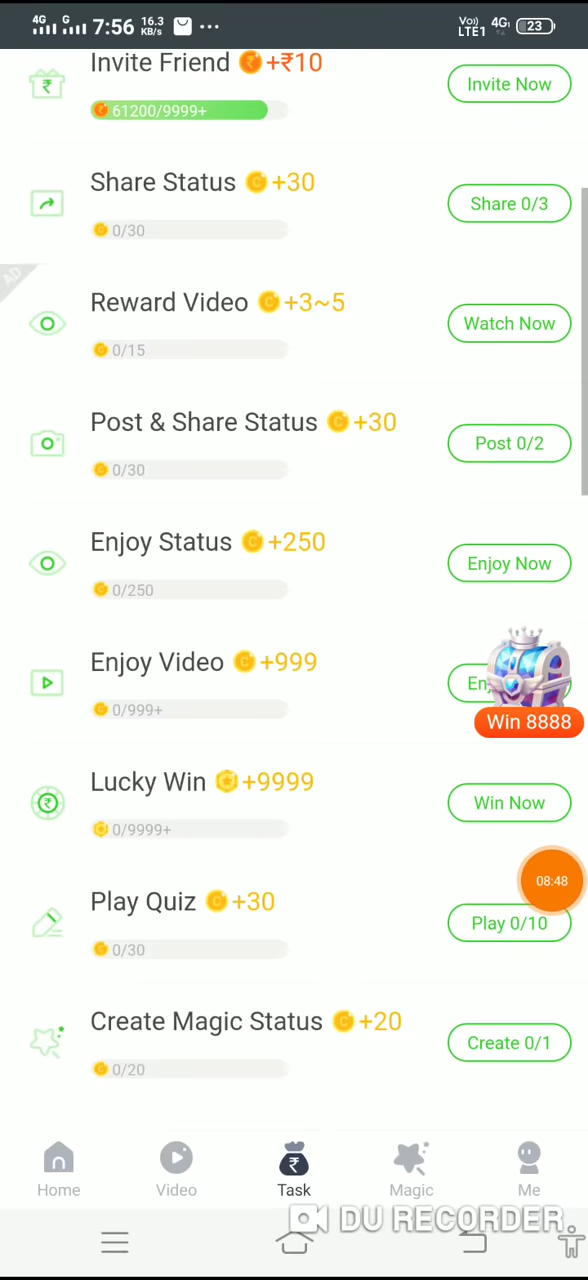 4G G 7:56 16.3 KB/s ... Vo)) LTE1 4G 23
Invite Friend +₹10
61200/9999+
Invite Now
Share Status +30
0/30
Share 0/3
AD
Reward Video +3~5
0/15
Watch Now
Post & Share Status +30
0/30
Post 0/2
Enjoy Status +250
0/250
Enjoy Now
Enjoy Video +999
0/999+
Win 8888
Lucky Win +9999
0/9999+
Win Now
08:48
Play Quiz +30
0/30
Play 0/10
Create Magic Status +20
0/20
Create 0/1
Home Video Task Magic Me
DU RECORDER